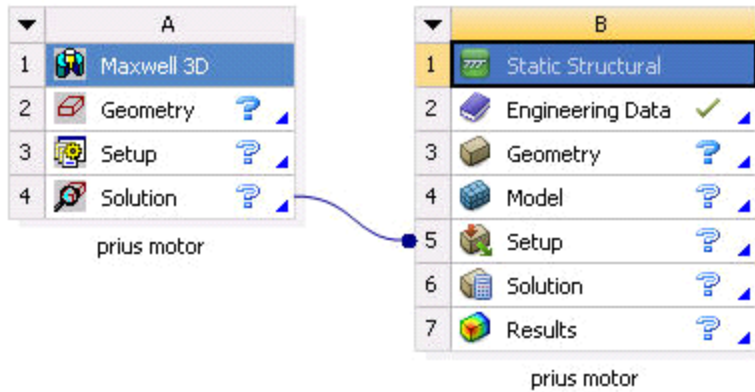 A
1 Maxwell 3D
2 Geometry ?
3 Setup ?
4 Solution ?
prius motor
B
1 Static Structural
2 Engineering Data ✓
3 Geometry ?
4 Model ?
5 Setup ?
6 Solution ?
7 Results ?
prius motor